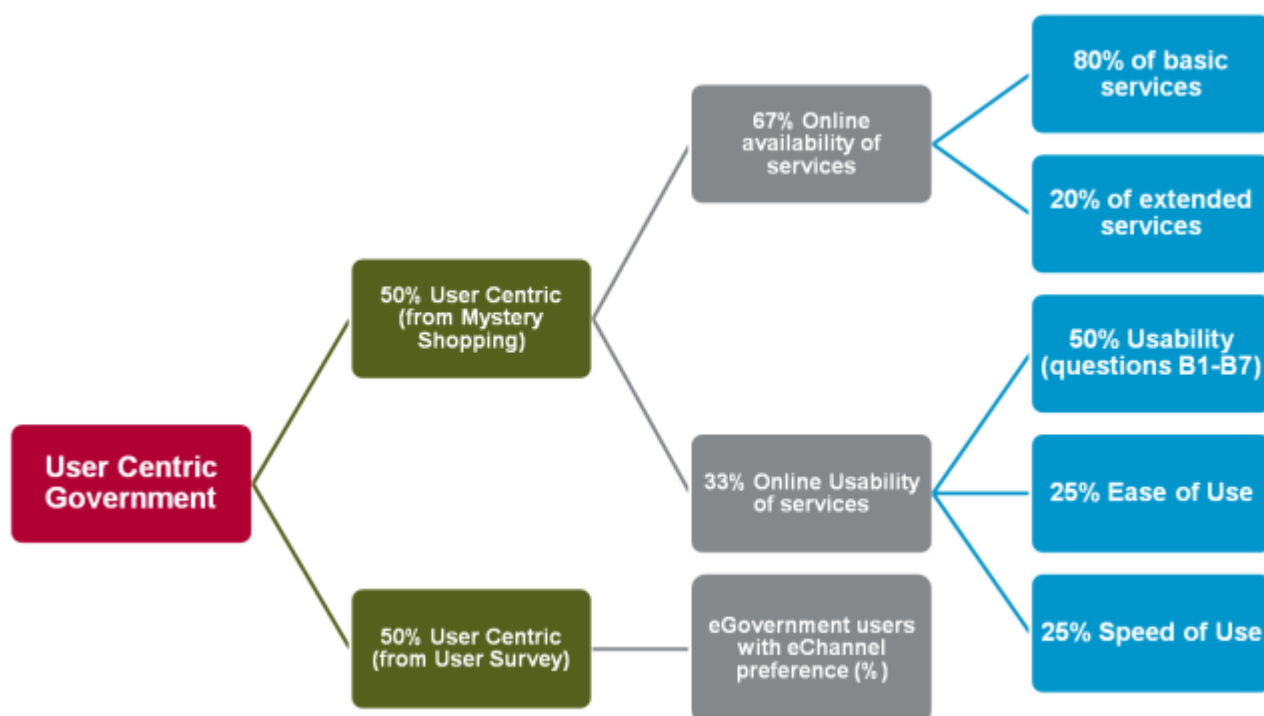 80% of basic
services
67% Online
availability of
services
20% of extended
services
50% User Centric
(from Mystery
Shopping)
50% Usability
(questions B1-B7)
User Centric
Government
33% Online Usability
of services
25% Ease of Use
50% User Centric
(from User Survey)
eGovernment users
with eChannel
preference (%)
25% Speed of Use